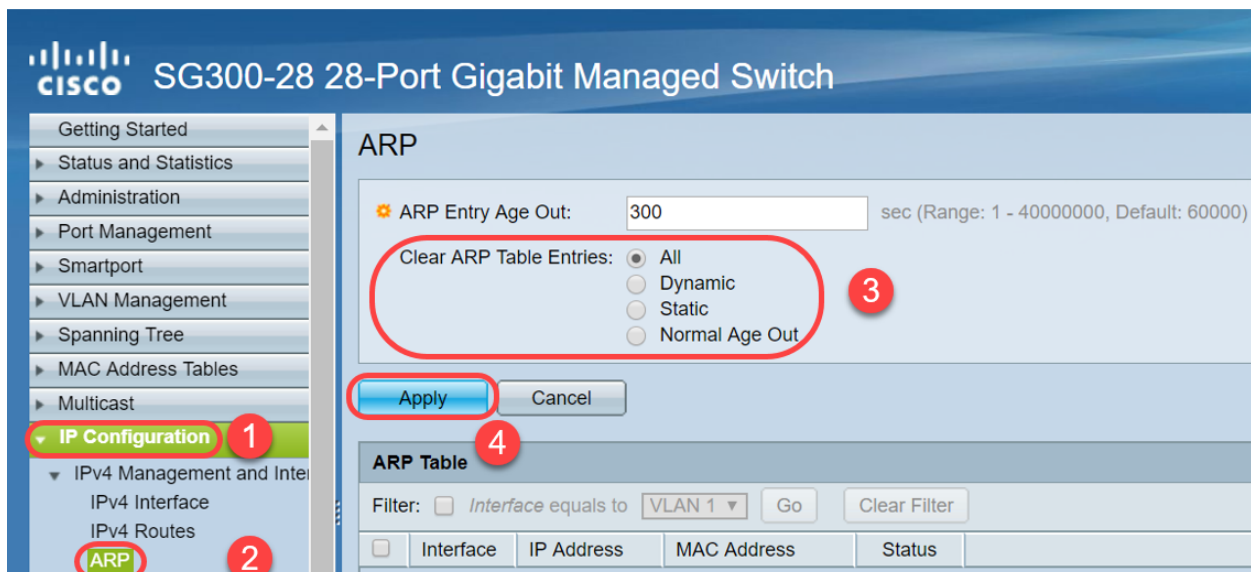 CISCO
SG300-28 28-Port Gigabit Managed Switch
Getting Started
Status and Statistics
Administration
Port Management
Smartport
VLAN Management
Spanning Tree
MAC Address Tables
Multicast
IP Configuration 1
IPv4 Management and Inter
IPv4 Interface
IPv4 Routes
ARP 2
ARP
ARP Entry Age Out: 300 sec (Range: 1 - 40000000, Default: 60000)
Clear ARP Table Entries: All
Dynamic
Static
Normal Age Out
3
Apply Cancel
4
ARP Table
Filter: Interface equals to VLAN 1 Go Clear Filter
Interface IP Address MAC Address Status